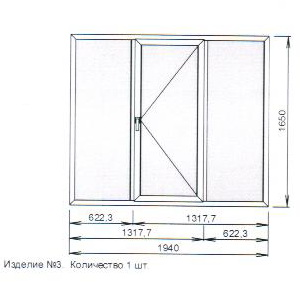 1650
622,3 1317,7
1317,7 622,3
1940
Изделие №3. Количество 1 шт.